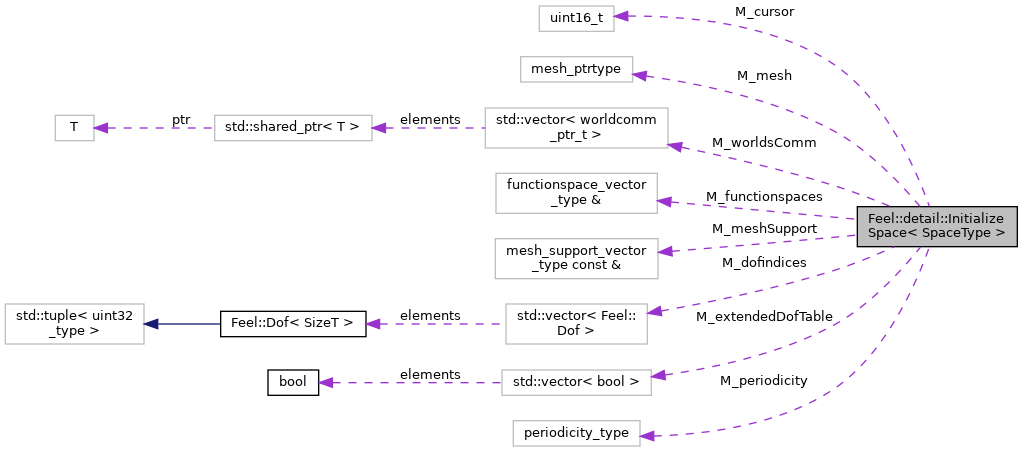 M_cursor
uint16_t
M_mesh
mesh_ptrtype
std::vector< worldcomm
_ptr_t >
elements
std::shared_ptr< T >
ptr
T
M_worldsComm
functionspace_vector
_type &
M_functionspaces
Feel::detail::Initialize
Space< SpaceType >
M_meshSupport
mesh_support_vector
_type const &
M_dofindices
std::tuple< uint32
_type >
Feel::Dof< SizeT >
elements
std::vector< Feel::
Dof >
M_extendedDofTable
bool
elements
std::vector< bool >
M_periodicity
periodicity_type